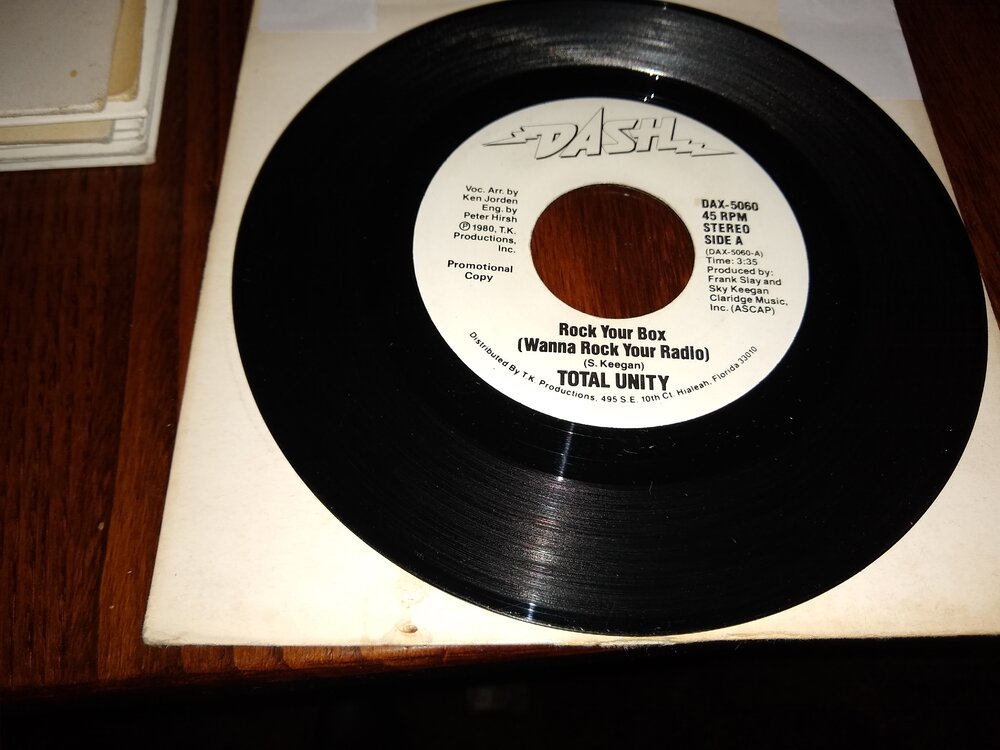 DASH
Voc. Arr. by
Ken Jorden
Eng. by
Peter Hirsh
Ⓟ 1980, T.K.
Productions,
Inc.
Promotional
Copy
DAX-5060
45 RPM
STEREO
SIDE A
(DAX-5060-A)
Time: 3:35
Produced by:
Frank Slay and
Sky Keegan
Claridge Music,
Inc. (ASCAP)
Rock Your Box
(Wanna Rock Your Radio)
(S. Keegan)
TOTAL UNITY
Distributed By T.K. Productions, 495 S.E. 10th Ct. Hialeah, Florida 33010